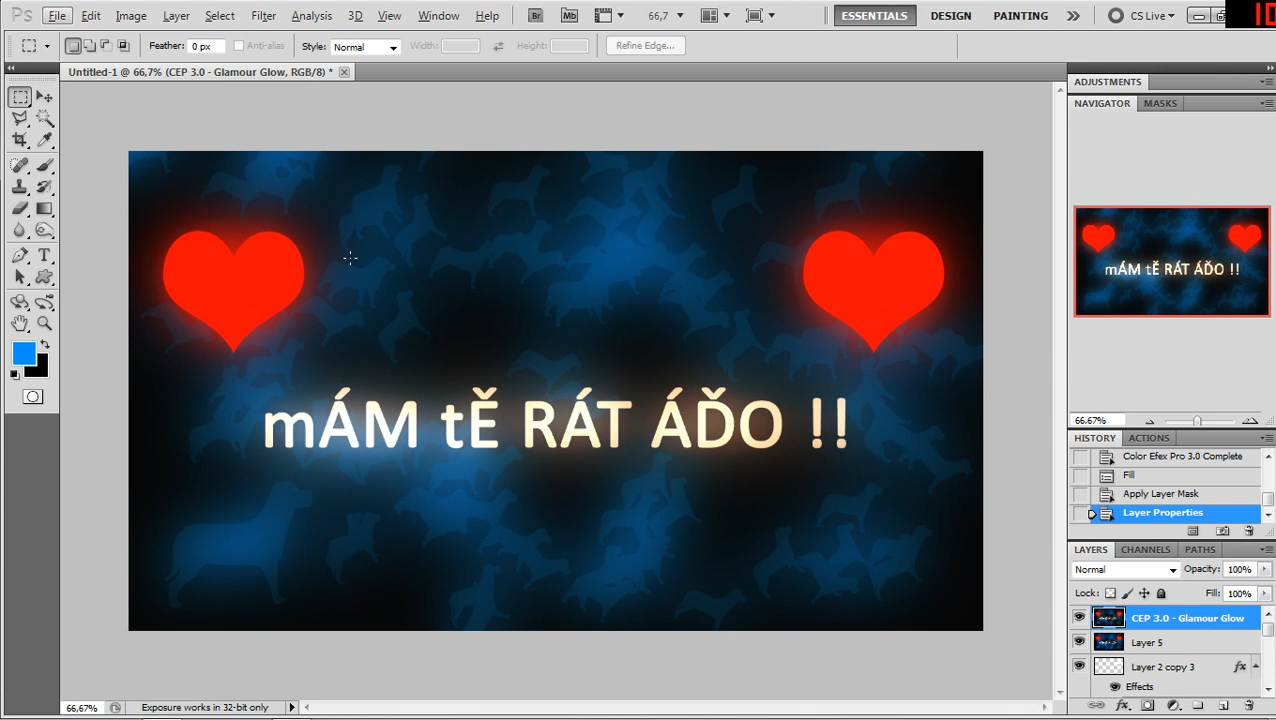 Ps File Edit Image Layer Select Filter Analysis 3D View Window Help Br Mb 66,7 ESSENTIALS DESIGN PAINTING CS Live
Feather: 0 px Anti-alias Style: Normal Width: Height: Refine Edge...
Untitled-1 @ 66,7% (CEP 3.0 - Glamour Glow, RGB/8) *
ADJUSTMENTS
NAVIGATOR MASKS
mÁM tĚ RÁT ÁĎO !!
mÁM tĚ RÁT ÁĎO !!
66.67%
HISTORY ACTIONS
Color Efex Pro 3.0 Complete
Fill
Apply Layer Mask
Layer Properties
LAYERS CHANNELS PATHS
Normal Opacity: 100%
Lock: Fill: 100%
CEP 3.0 - Glamour Glow
Layer 5
Layer 2 copy 3 fx
Effects
66,67% Exposure works in 32-bit only